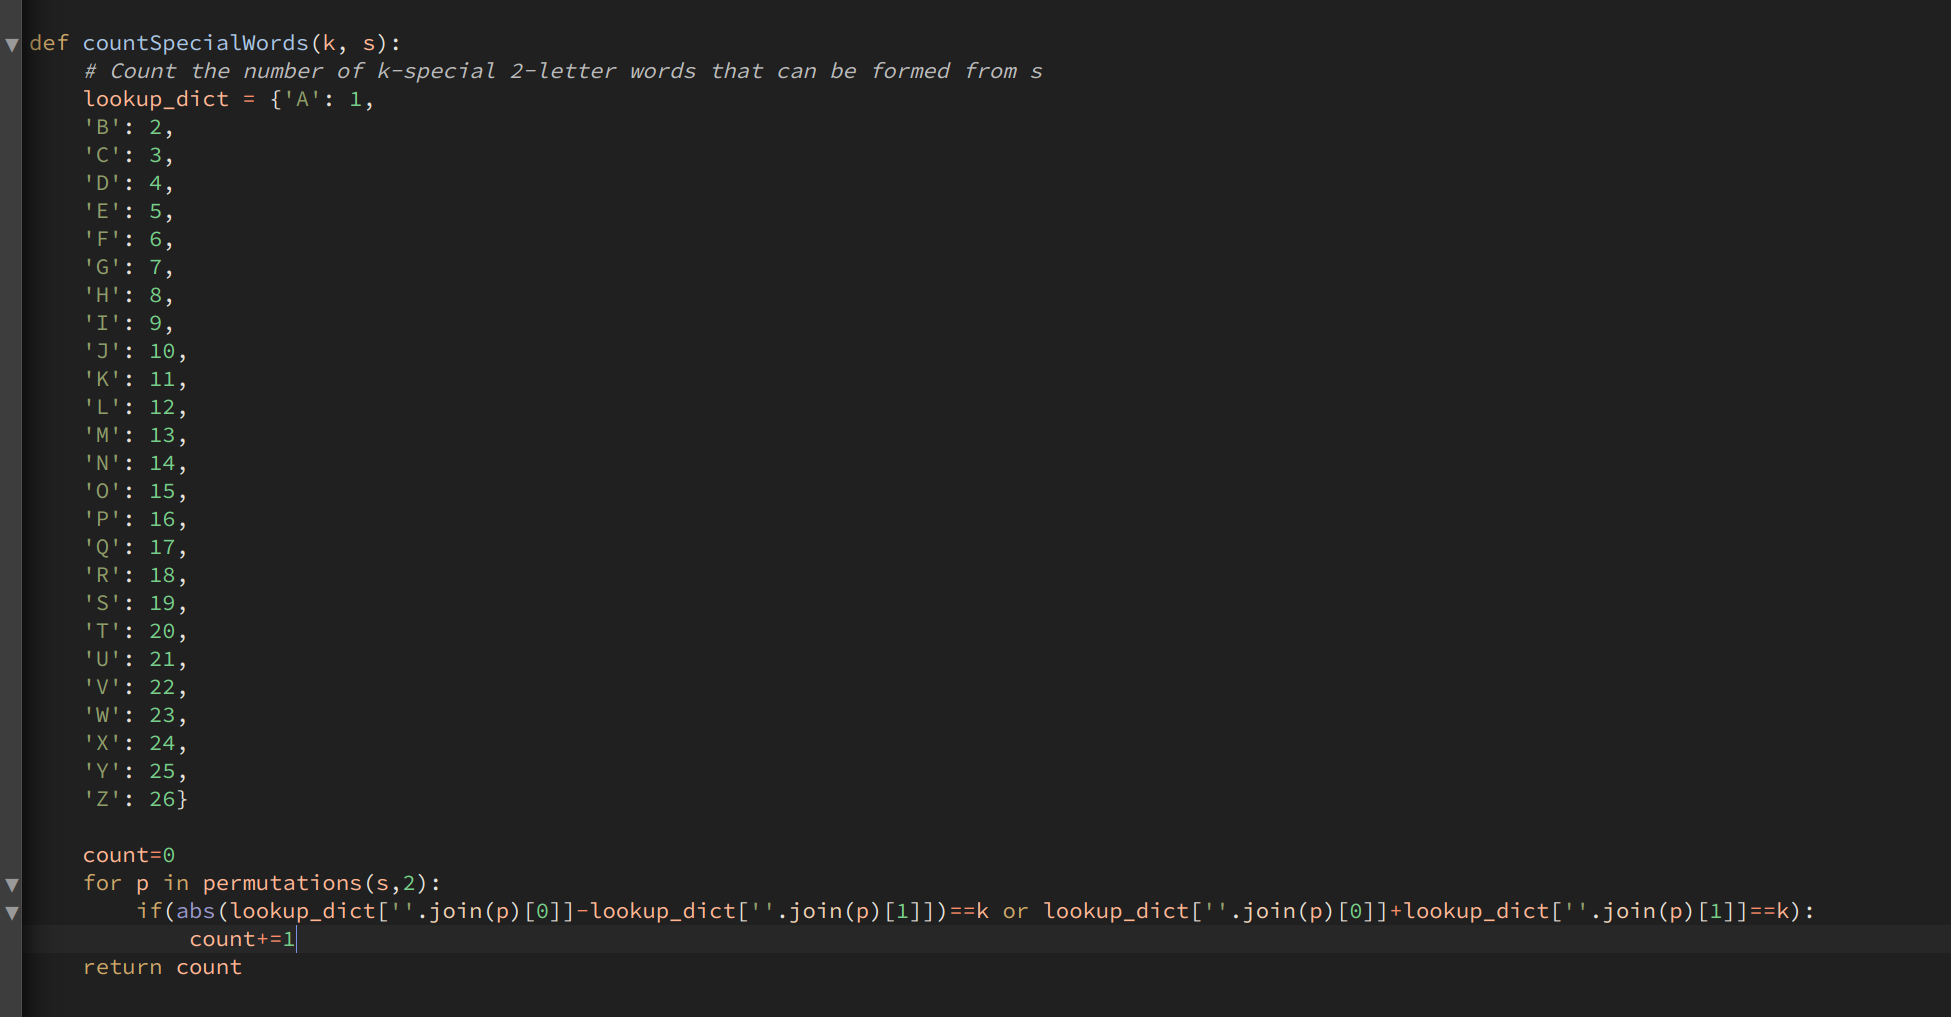 def countSpecialWords(k, s):
    # Count the number of k-special 2-letter words that can be formed from s
    lookup_dict = {'A': 1,
    'B': 2,
    'C': 3,
    'D': 4,
    'E': 5,
    'F': 6,
    'G': 7,
    'H': 8,
    'I': 9,
    'J': 10,
    'K': 11,
    'L': 12,
    'M': 13,
    'N': 14,
    'O': 15,
    'P': 16,
    'Q': 17,
    'R': 18,
    'S': 19,
    'T': 20,
    'U': 21,
    'V': 22,
    'W': 23,
    'X': 24,
    'Y': 25,
    'Z': 26}
    count=0
    for p in permutations(s,2):
        if(abs(lookup_dict[''.join(p)[0]]-lookup_dict[''.join(p)[1]])==k or lookup_dict[''.join(p)[0]]+lookup_dict[''.join(p)[1]]==k):
            count+=1
    return count